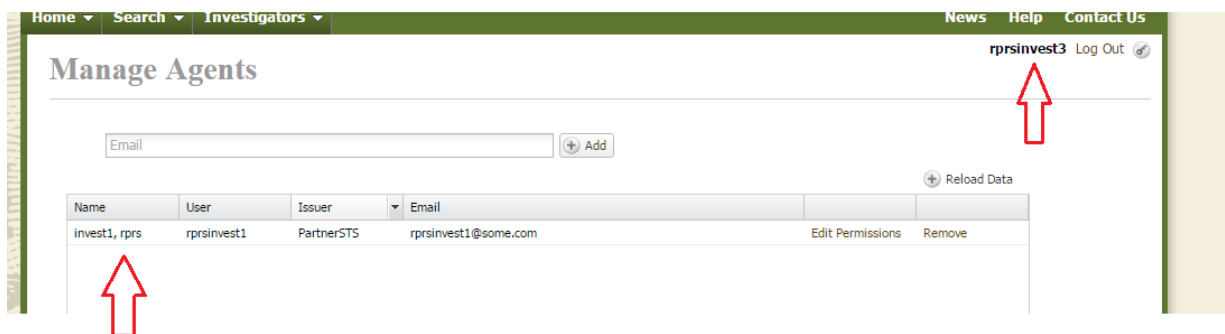 Home Search Investigators News Help Contact Us
rprsinvest3 Log Out
Manage Agents
Email Add
Reload Data
Name User Issuer Email
invest1, rprs rprsinvest1 PartnerSTS rprsinvest1@some.com Edit Permissions Remove